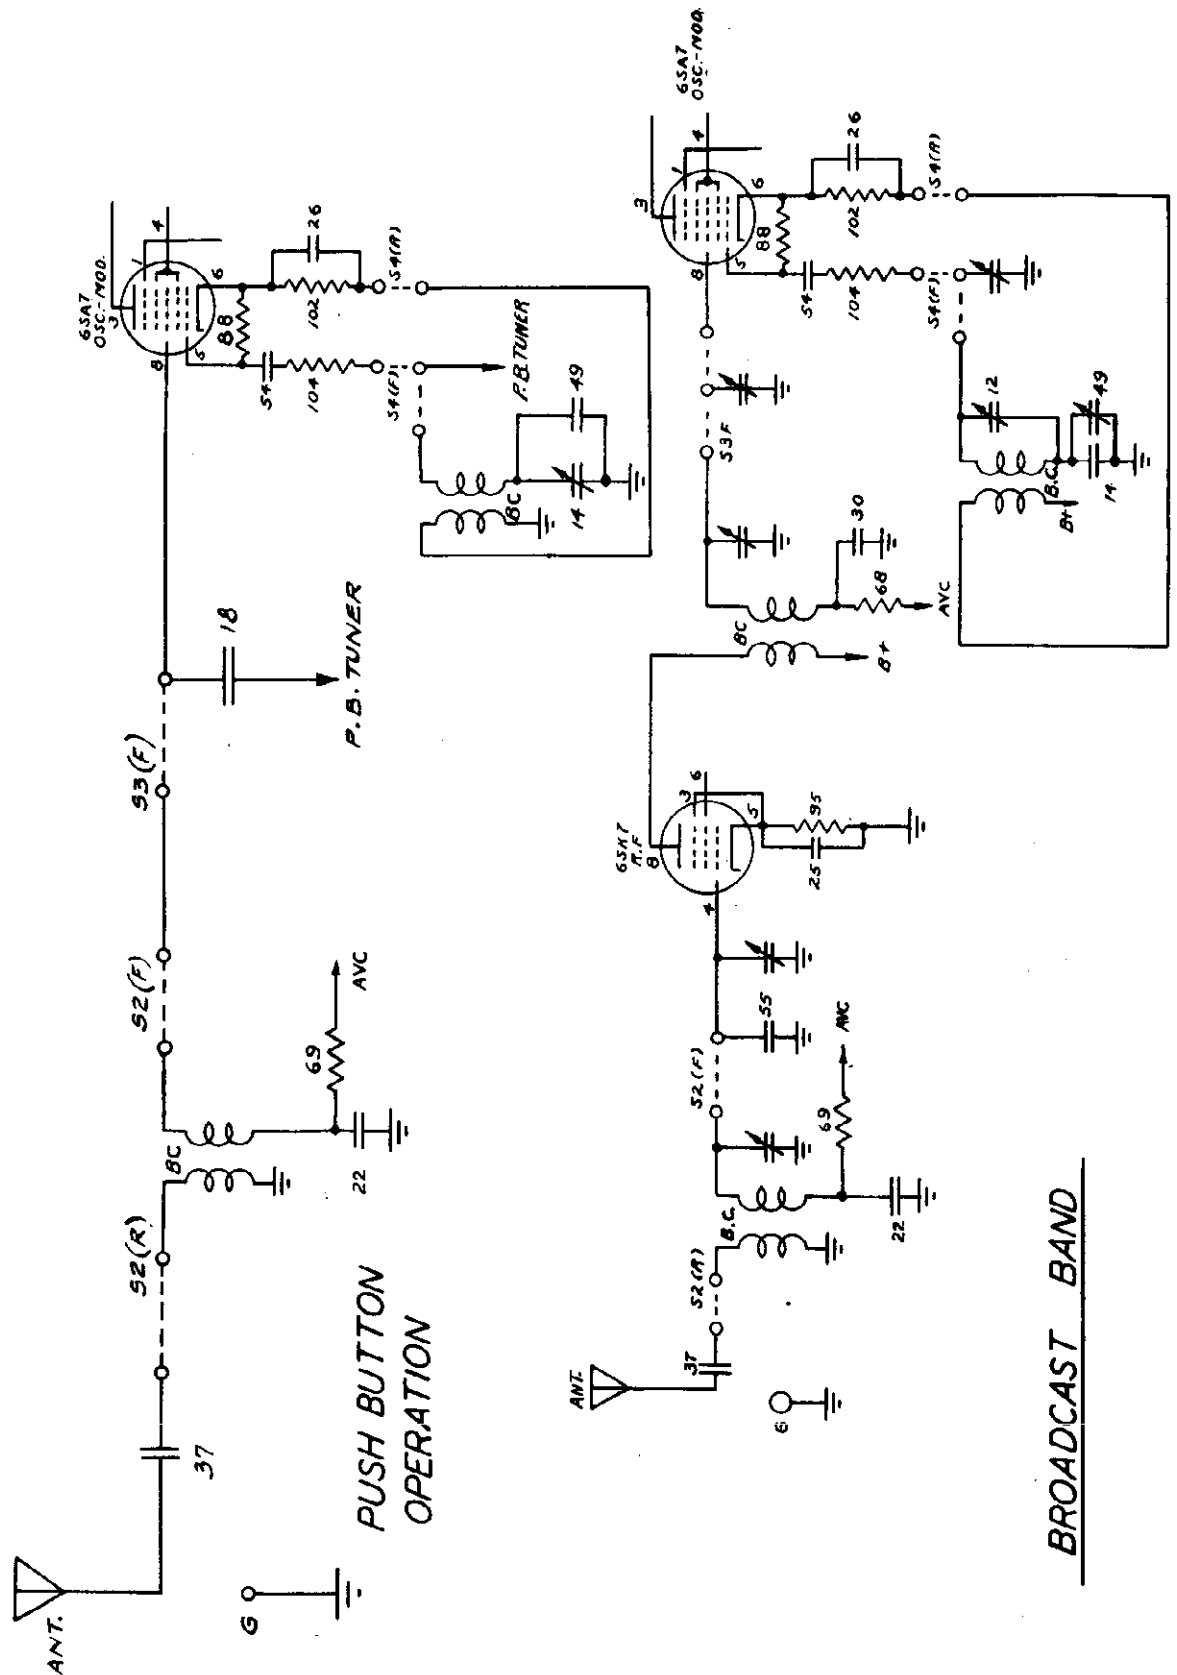 ANT.
G
37
S2(R)
BC
22
69
AVC
S2(F)
S3(F)
18
P.B. TUNER
6SA7
OSC.-MOD.
3
8
5
4
1
6
88
54
104
102
26
S4(F)
S4(R)
P.B. TUNER
BC
14
49
PUSH BUTTON
OPERATION
ANT.
G
37
S2(R)
B.C.
22
69
AVC
S2(F)
55
4
6SK7
R.F
8
3
6
5
25
95
BC
B+
30
68
AVC
S3F
6SA7
OSC.-MOD.
3
8
5
4
1
6
88
54
104
102
26
S4(F)
S4(R)
12
B.C.
B+
14
49
BROADCAST BAND